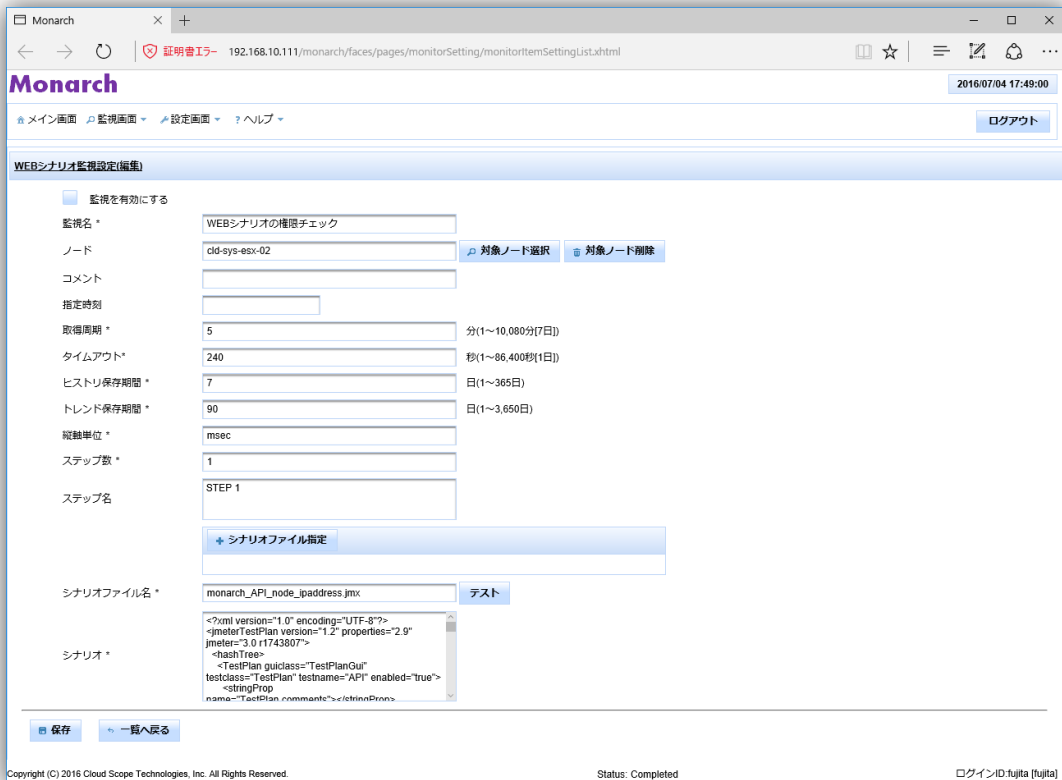 Monarch
証明書エラー 192.168.10.111/monarch/faces/pages/monitorSetting/monitorItemSettingList.xhtml
Monarch
2016/07/04 17:49:00
メイン画面 監視画面 設定画面 ? ヘルプ
ログアウト
WEBシナリオ監視設定(編集)
監視を有効にする
監視名 * WEBシナリオの権限チェック
ノード cld-sys-esx-02 対象ノード選択 対象ノード削除
コメント
指定時刻
取得周期 * 5 分(1～10,080分[7日])
タイムアウト* 240 秒(1～86,400秒[1日])
ヒストリ保存期間 * 7 日(1～365日)
トレンド保存期間 * 90 日(1～3,650日)
縦軸単位 * msec
ステップ数 * 1
ステップ名 STEP 1
シナリオファイル指定
シナリオファイル名 * monarch_API_node_ipaddress.jmx テスト
シナリオ *
<?xml version="1.0" encoding="UTF-8"?>
<jmeterTestPlan version="1.2" properties="2.9"
jmeter="3.0 r1743807">
<hashTree>
<TestPlan guiclass="TestPlanGui"
testclass="TestPlan" testname="API" enabled="true">
<stringProp
name="TestPlan.comments"></stringProp>
保存 一覧へ戻る
Copyright (C) 2016 Cloud Scope Technologies, Inc. All Rights Reserved. Status: Completed ログインID:fujita [fujita]